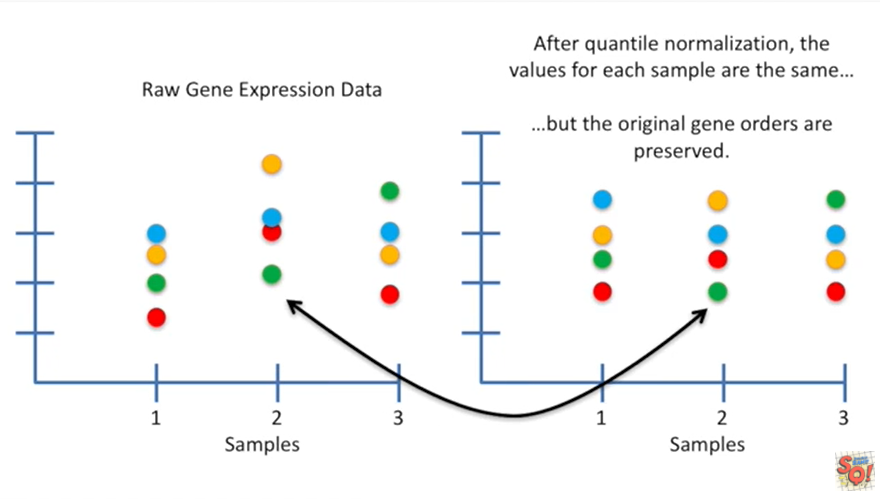 Raw Gene Expression Data
After quantile normalization, the
values for each sample are the same...
...but the original gene orders are
preserved.
1
2
3
Samples
1
2
3
Samples
SQ!